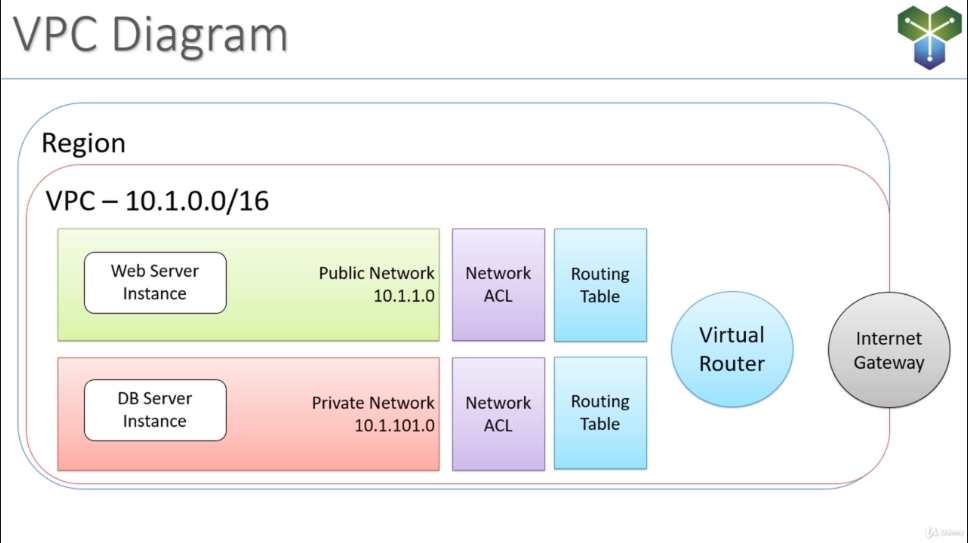 VPC Diagram
Region
VPC – 10.1.0.0/16
Web Server
Instance
Public Network
10.1.1.0
Network
ACL
Routing
Table
DB Server
Instance
Private Network
10.1.101.0
Network
ACL
Routing
Table
Virtual
Router
Internet
Gateway
Udemy